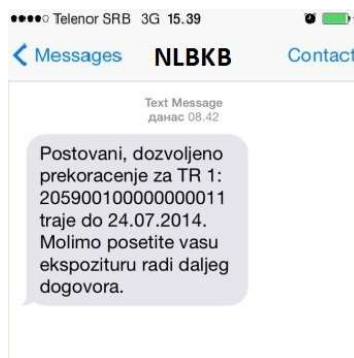 Telenor SRB 3G 15.39
Messages NLBKB Contact
Text Message
данас 08.42
Postovani, dozvoljeno
prekoracenje za TR 1:
205900100000000011
traje do 24.07.2014.
Molimo posetite vasu
ekspozituru radi daljeg
dogovora.